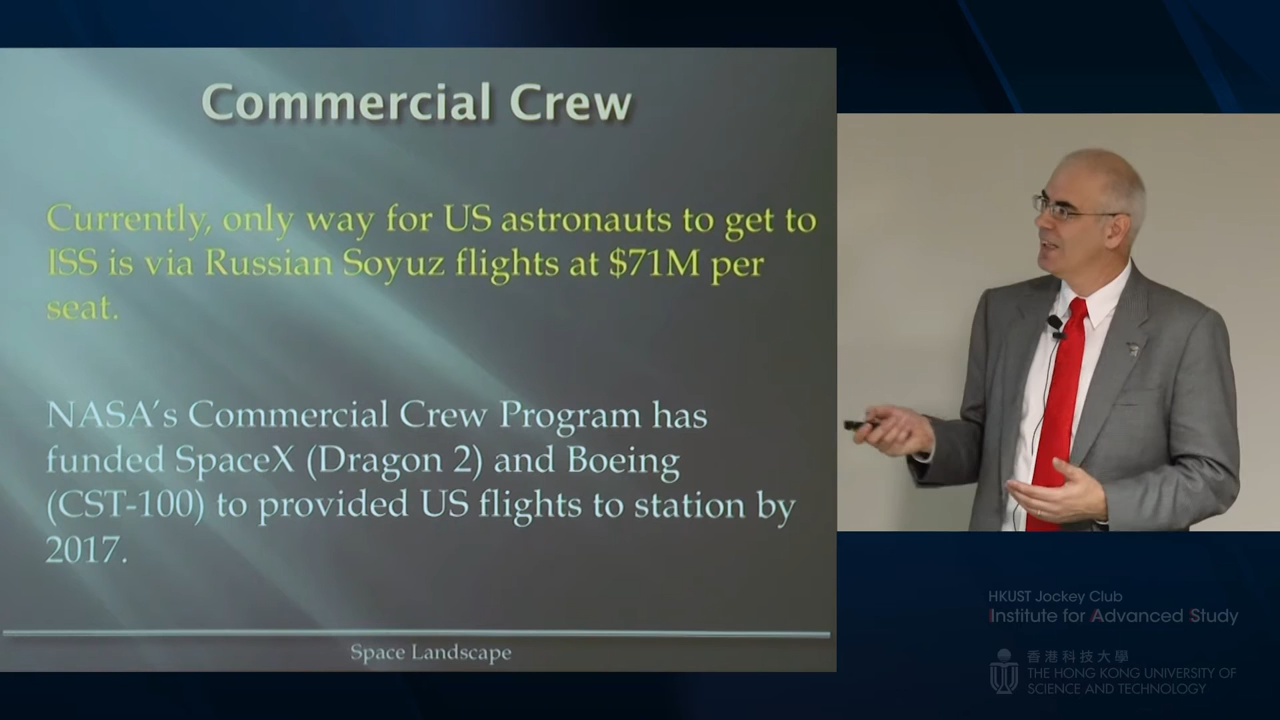 Commercial Crew
Currently, only way for US astronauts to get to
ISS is via Russian Soyuz flights at $71M per
seat.
NASA's Commercial Crew Program has
funded SpaceX (Dragon 2) and Boeing
(CST-100) to provided US flights to station by
2017.
Space Landscape
HKUST Jockey Club
Institute for Advanced Study
香港科技大學
THE HONG KONG UNIVERSITY OF
SCIENCE AND TECHNOLOGY